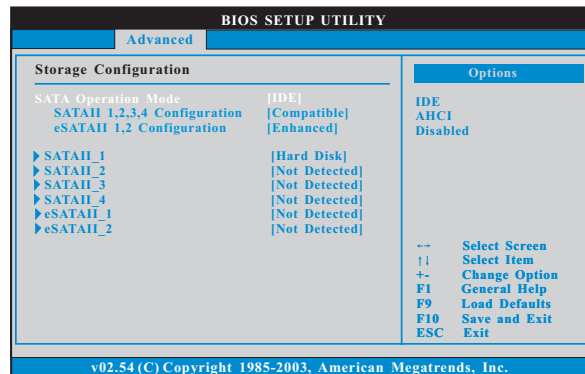 BIOS SETUP UTILITY
Advanced
Storage Configuration
SATA Operation Mode [IDE]
SATAII 1,2,3,4 Configuration [Compatible]
eSATAII 1,2 Configuration [Enhanced]
SATAII_1 [Hard Disk]
SATAII_2 [Not Detected]
SATAII_3 [Not Detected]
SATAII_4 [Not Detected]
eSATAII_1 [Not Detected]
eSATAII_2 [Not Detected]
Options
IDE
AHCI
Disabled
←→ Select Screen
↑↓ Select Item
+- Change Option
F1 General Help
F9 Load Defaults
F10 Save and Exit
ESC Exit
v02.54 (C) Copyright 1985-2003, American Megatrends, Inc.